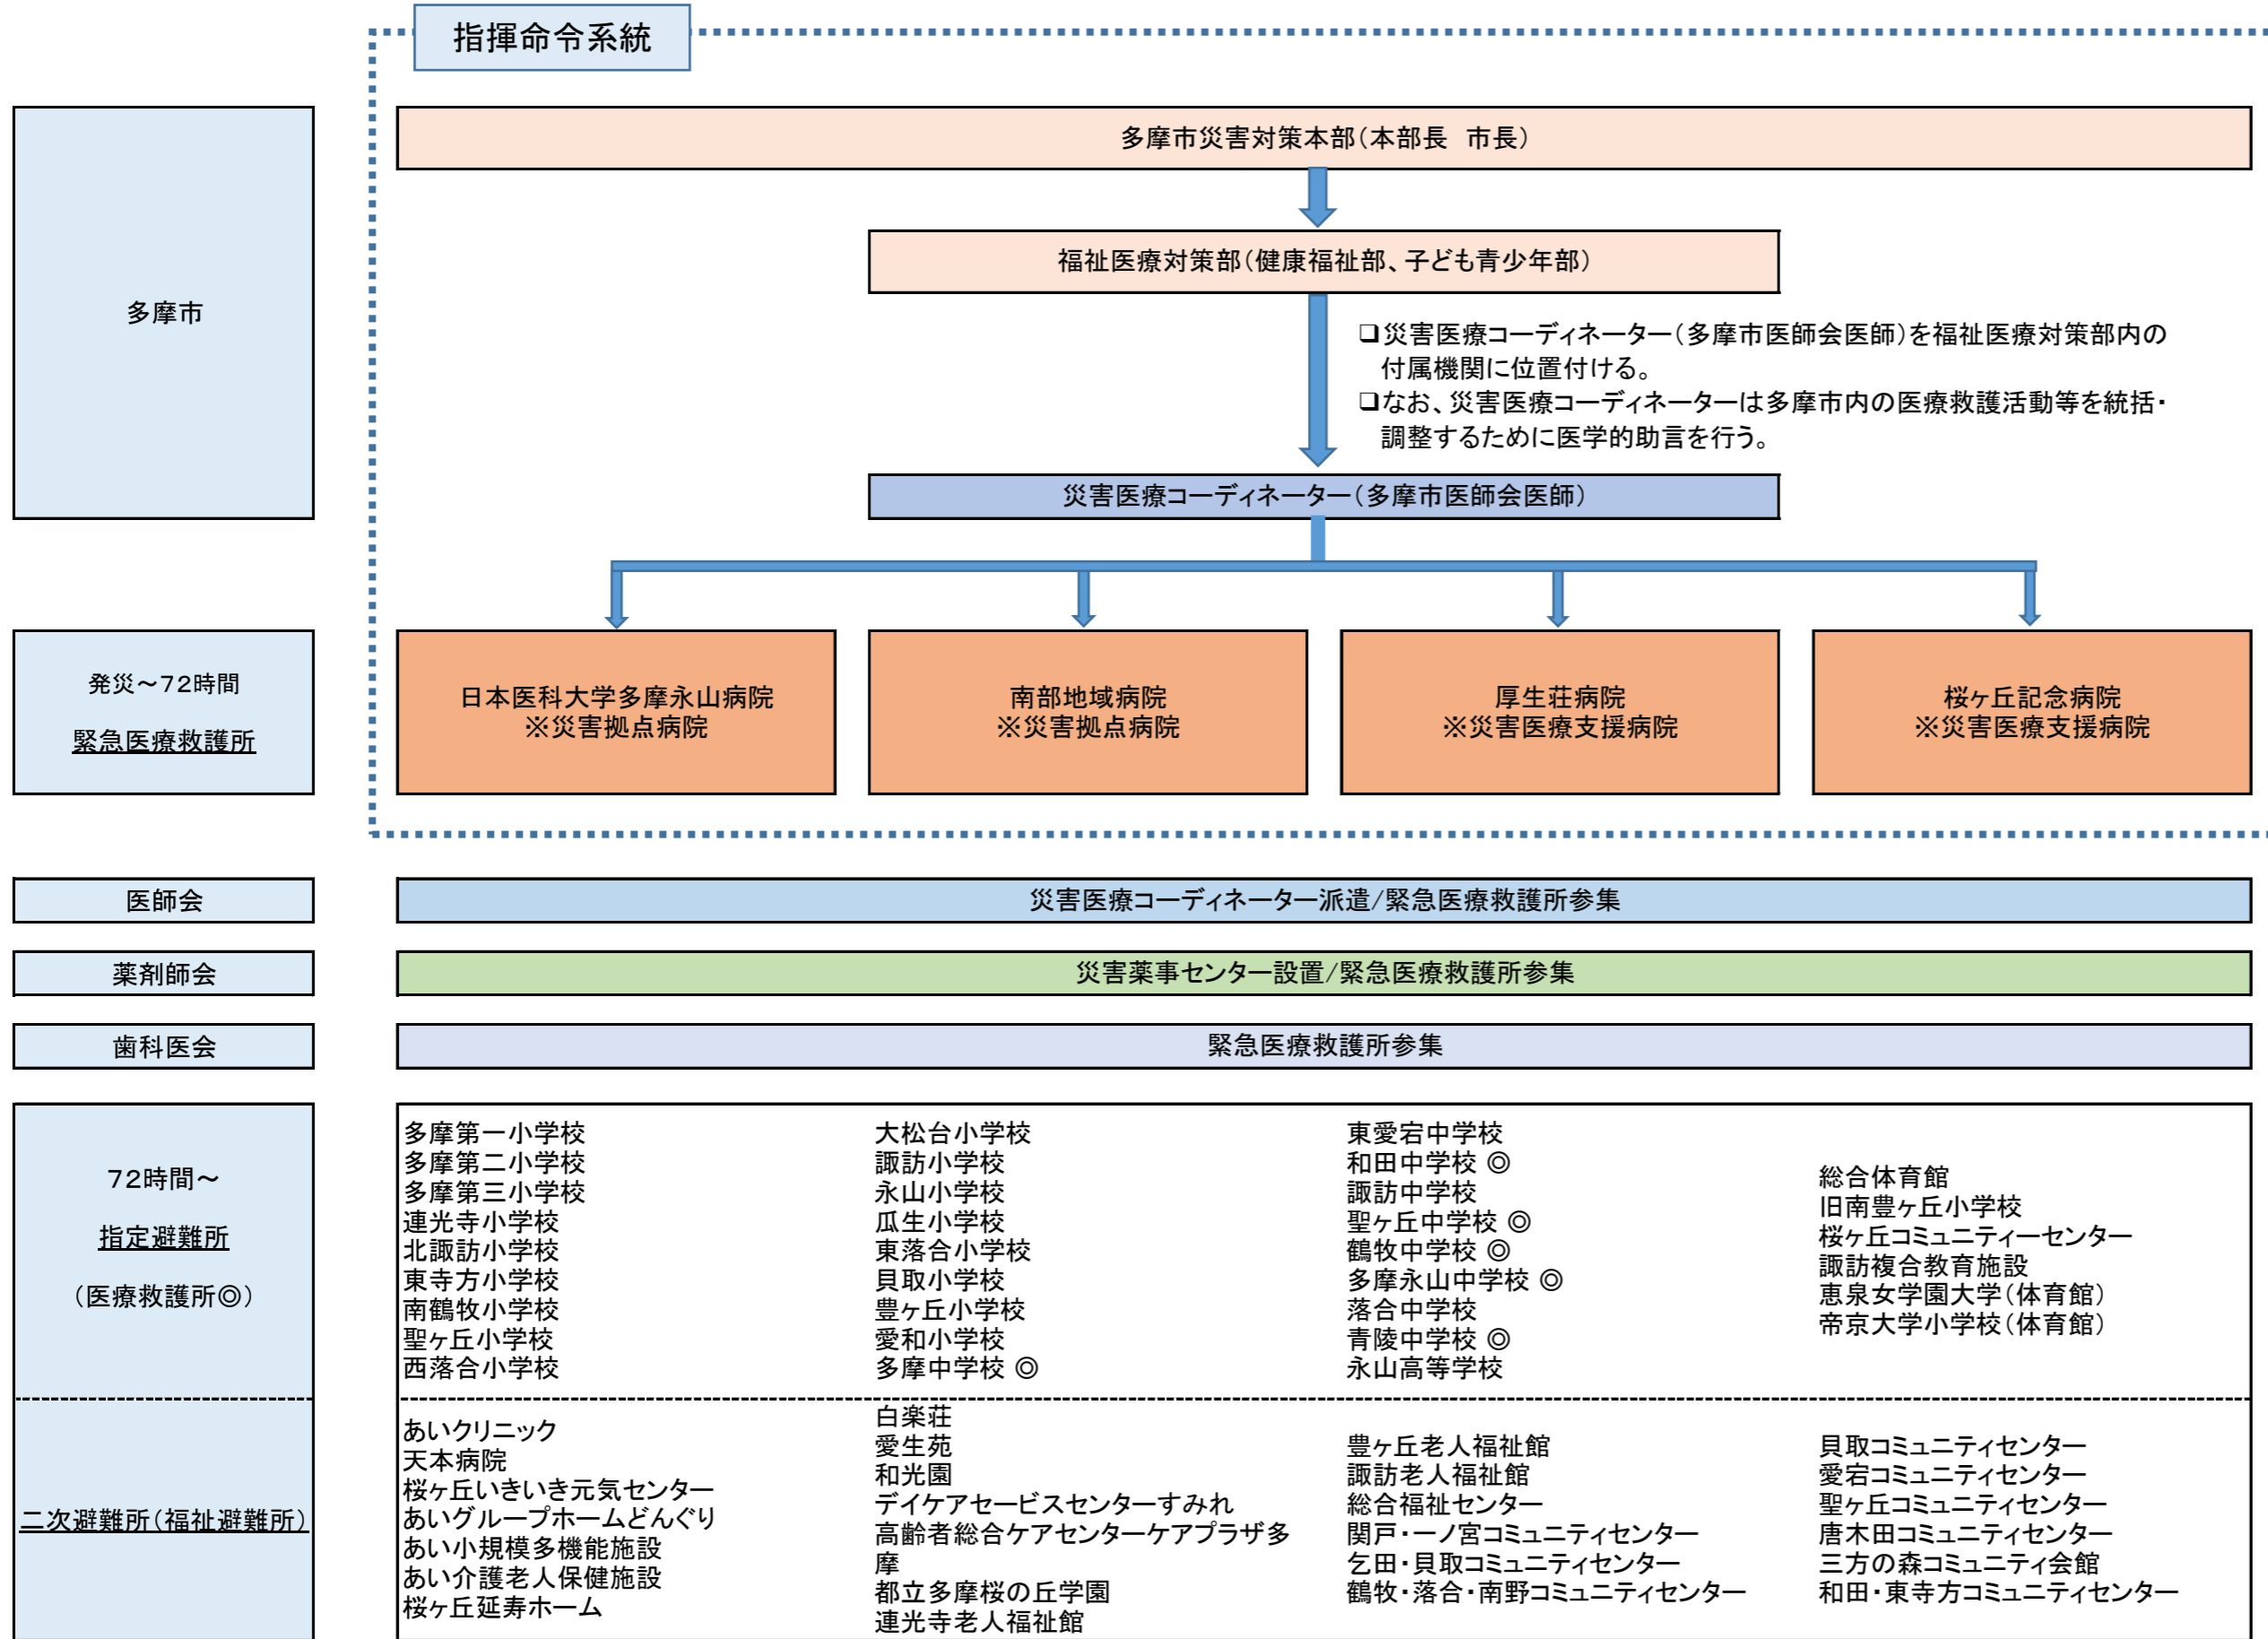 指揮命令系統
多摩市
多摩市災害対策本部（本部長　市長）
福祉医療対策部（健康福祉部、子ども青少年部）
❑災害医療コーディネーター（多摩市医師会医師）を福祉医療対策部内の
付属機関に位置付ける。
❑なお、災害医療コーディネーターは多摩市内の医療救護活動等を統括・
調整するために医学的助言を行う。
災害医療コーディネーター（多摩市医師会医師）
発災～72時間
緊急医療救護所
日本医科大学多摩永山病院
※災害拠点病院
南部地域病院
※災害拠点病院
厚生荘病院
※災害医療支援病院
桜ヶ丘記念病院
※災害医療支援病院
医師会
災害医療コーディネーター派遣/緊急医療救護所参集
薬剤師会
災害薬事センター設置/緊急医療救護所参集
歯科医会
緊急医療救護所参集
72時間～
指定避難所
（医療救護所◎）
多摩第一小学校
多摩第二小学校
多摩第三小学校
連光寺小学校
北諏訪小学校
東寺方小学校
南鶴牧小学校
聖ヶ丘小学校
西落合小学校
大松台小学校
諏訪小学校
永山小学校
瓜生小学校
東落合小学校
貝取小学校
豊ヶ丘小学校
愛和小学校
多摩中学校 ◎
東愛宕中学校
和田中学校 ◎
諏訪中学校
聖ヶ丘中学校 ◎
鶴牧中学校 ◎
多摩永山中学校 ◎
落合中学校
青陵中学校 ◎
永山高等学校
総合体育館
旧南豊ヶ丘小学校
桜ヶ丘コミュニティーセンター
諏訪複合教育施設
恵泉女学園大学（体育館）
帝京大学小学校（体育館）
二次避難所（福祉避難所）
あいクリニック
天本病院
桜ヶ丘いきいき元気センター
あいグループホームどんぐり
あい小規模多機能施設
あい介護老人保健施設
桜ヶ丘延寿ホーム
白楽荘
愛生苑
和光園
デイケアセービスセンターすみれ
高齢者総合ケアセンターケアプラザ多
摩
都立多摩桜の丘学園
連光寺老人福祉館
豊ヶ丘老人福祉館
諏訪老人福祉館
総合福祉センター
関戸・一ノ宮コミュニティセンター
乞田・貝取コミュニティセンター
鶴牧・落合・南野コミュニティセンター
貝取コミュニティセンター
愛宕コミュニティセンター
聖ヶ丘コミュニティセンター
唐木田コミュニティセンター
三方の森コミュニティ会館
和田・東寺方コミュニティセンター